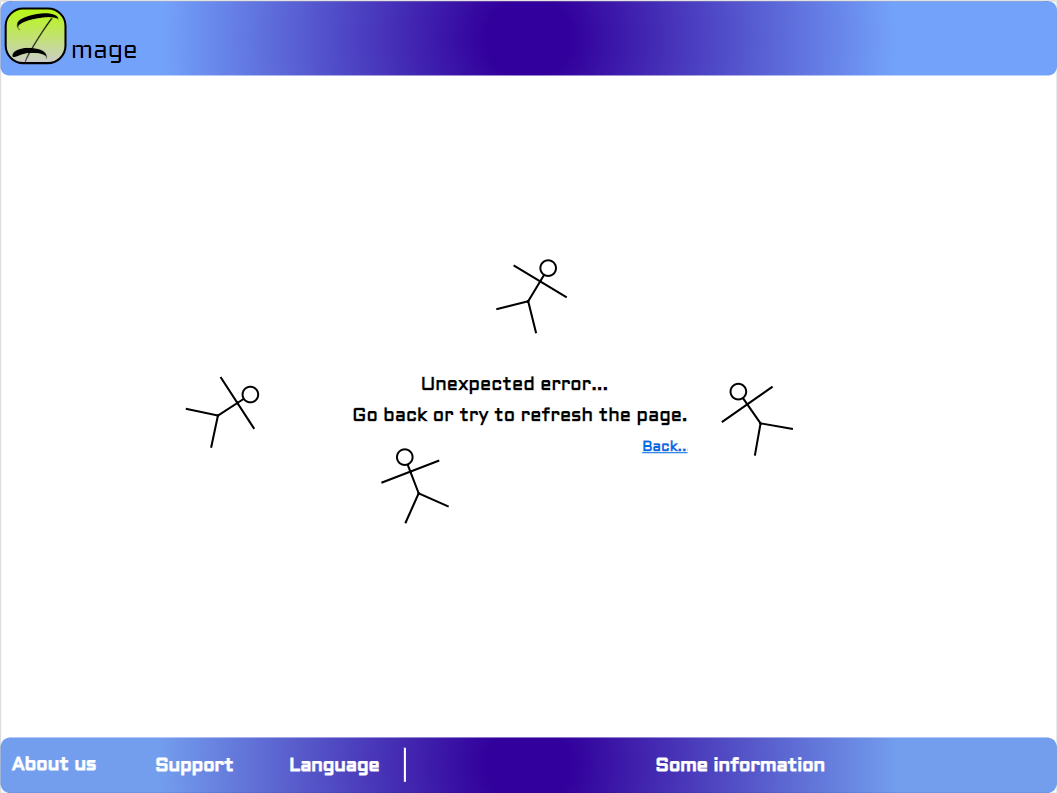 mage
Unexpected error...
Go back or try to refresh the page.
Back..
About us
Support
Language
Some information